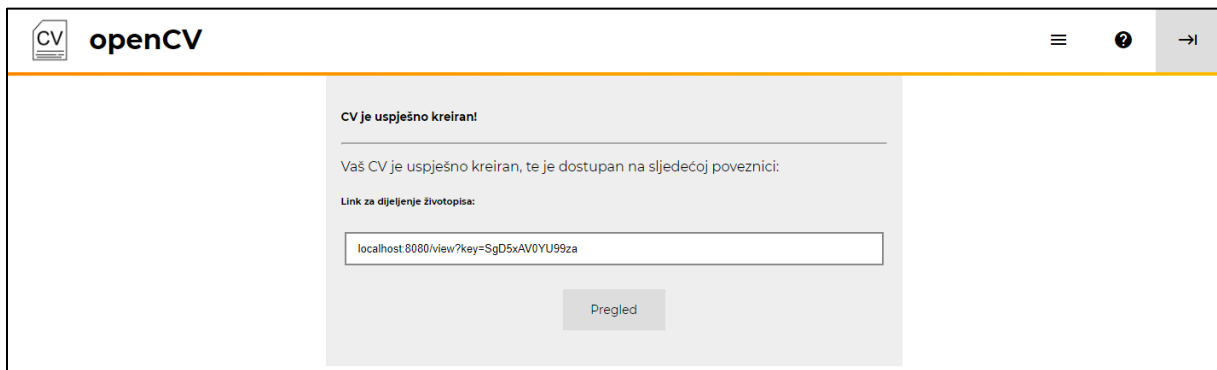 CV
openCV
CV je uspješno kreiran!
Vaš CV je uspješno kreiran, te je dostupan na sljedećoj poveznici:
Link za dijeljenje životopisa:
localhost:8080/view?key=SgD5xAV0YU99za
Pregled